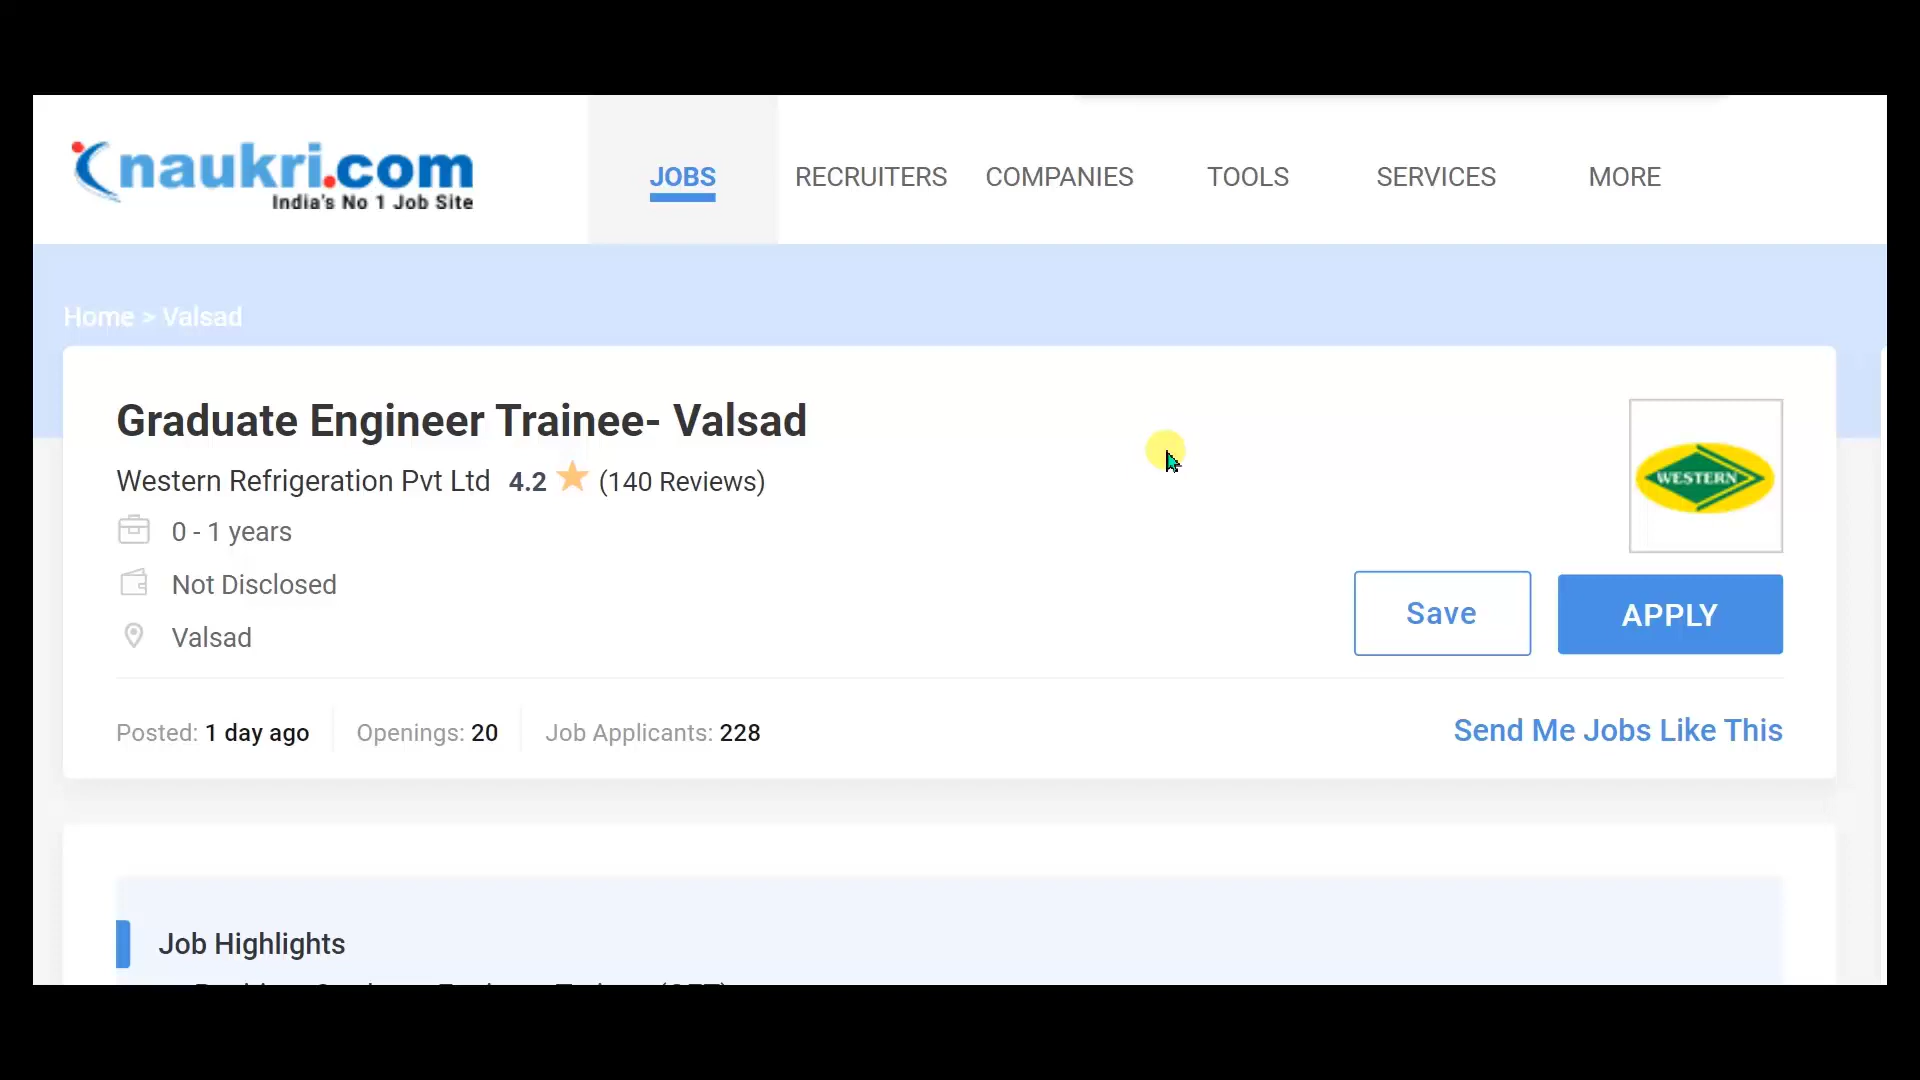 naukri.com
India's No 1 Job Site
JOBS RECRUITERS COMPANIES TOOLS SERVICES MORE
Home > Valsad
Graduate Engineer Trainee- Valsad
Western Refrigeration Pvt Ltd 4.2 (140 Reviews)
WESTERN
0 - 1 years
Not Disclosed
Valsad
Save APPLY
Posted: 1 day ago Openings: 20 Job Applicants: 228
Send Me Jobs Like This
Job Highlights